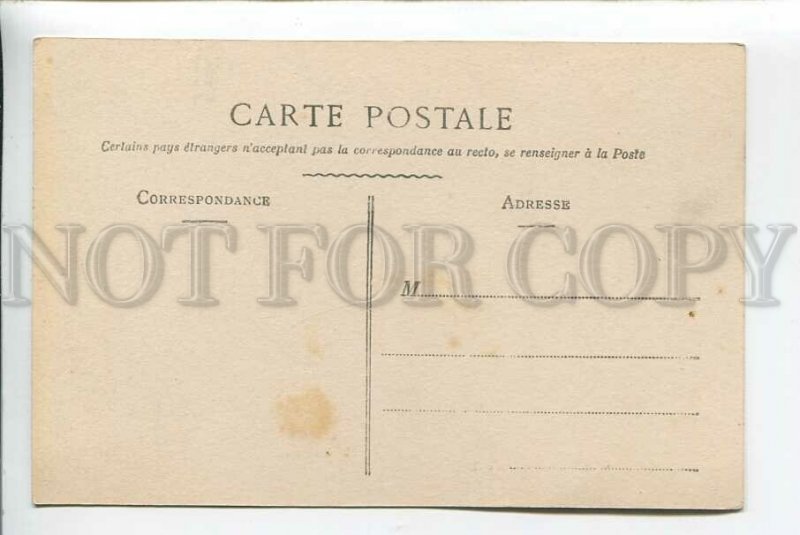 CARTE POSTALE
Certains pays étrangers n'acceptant pas la correspondance au recto, se renseigner à la Poste
CORRESPONDANCE
ADRESSE
NOT FOR COPY
M